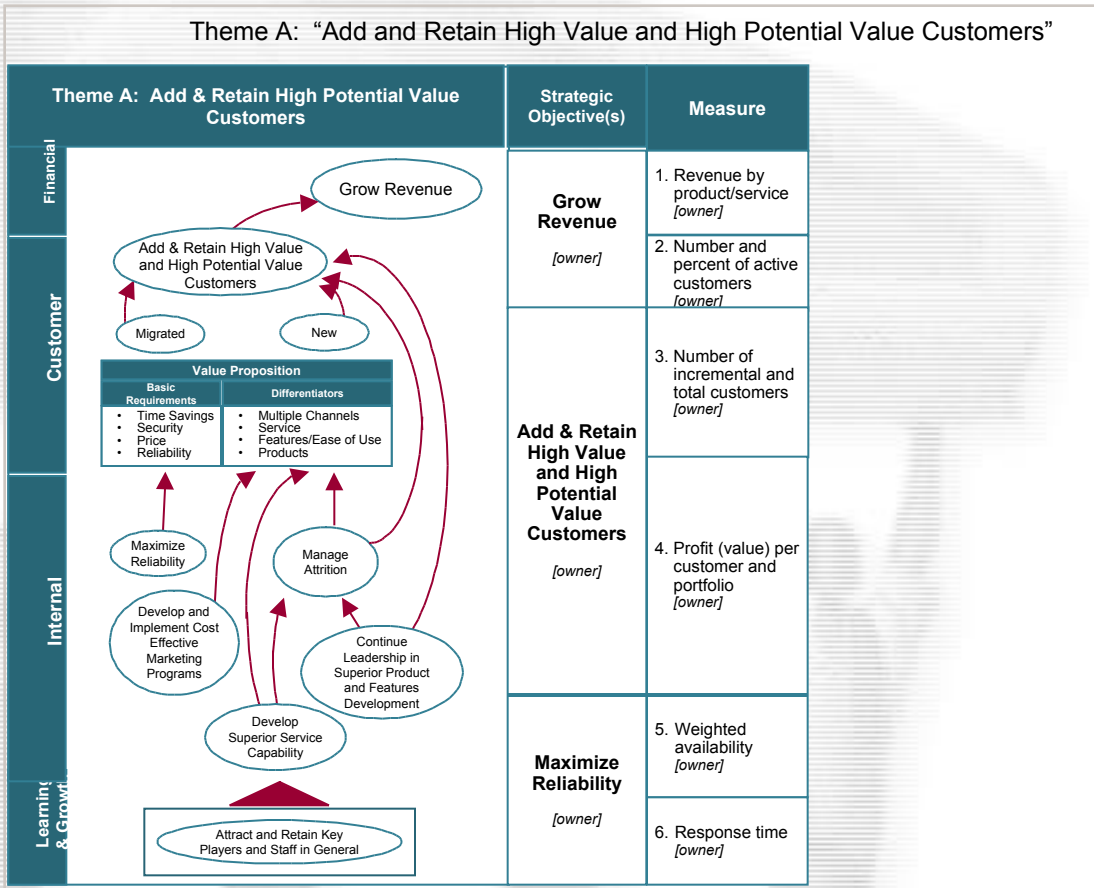 Theme A: “Add and Retain High Value and High Potential Value Customers”
Theme A: Add & Retain High Potential Value
Customers
Strategic
Objective(s)
Measure
Financial
Customer
Internal
Learning
& Growth
Grow Revenue
Add & Retain High Value
and High Potential Value
Customers
Migrated
New
Value Proposition
Basic
Requirements
Differentiators
• Time Savings
• Security
• Price
• Reliability
• Multiple Channels
• Service
• Features/Ease of Use
• Products
Maximize
Reliability
Manage
Attrition
Develop and
Implement Cost
Effective
Marketing
Programs
Continue
Leadership in
Superior Product
and Features
Development
Develop
Superior Service
Capability
Attract and Retain Key
Players and Staff in General
Grow
Revenue
[owner]
Add & Retain
High Value
and High
Potential
Value
Customers
[owner]
Maximize
Reliability
[owner]
1. Revenue by
product/service
[owner]
2. Number and
percent of active
customers
[owner]
3. Number of
incremental and
total customers
[owner]
4. Profit (value) per
customer and
portfolio
[owner]
5. Weighted
availability
[owner]
6. Response time
[owner]